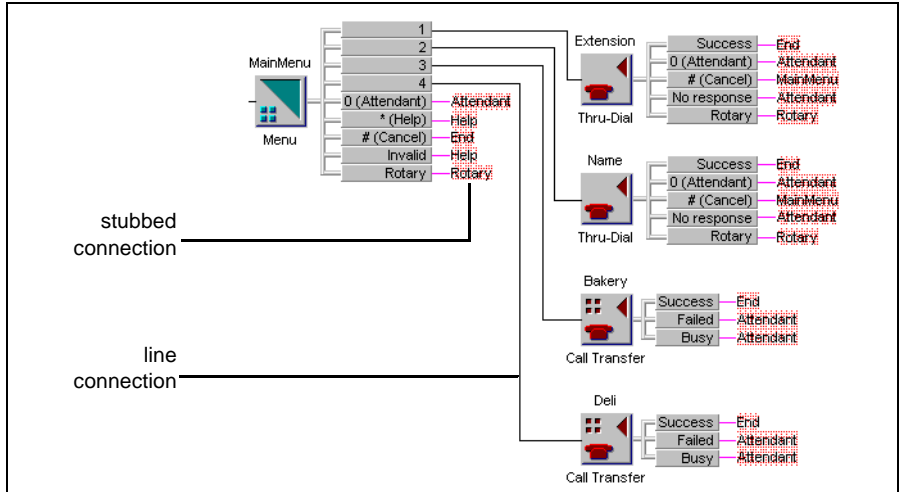 MainMenu
Menu
1
2
3
4
0 (Attendant) Attendant
* (Help) Help
# (Cancel) End
Invalid Help
Rotary Rotary
stubbed
connection
line
connection
Extension
Thru-Dial
Success End
0 (Attendant) Attendant
# (Cancel) MainMenu
No response Attendant
Rotary Rotary
Name
Thru-Dial
Success End
0 (Attendant) Attendant
# (Cancel) MainMenu
No response Attendant
Rotary Rotary
Bakery
Call Transfer
Success End
Failed Attendant
Busy Attendant
Deli
Call Transfer
Success End
Failed Attendant
Busy Attendant